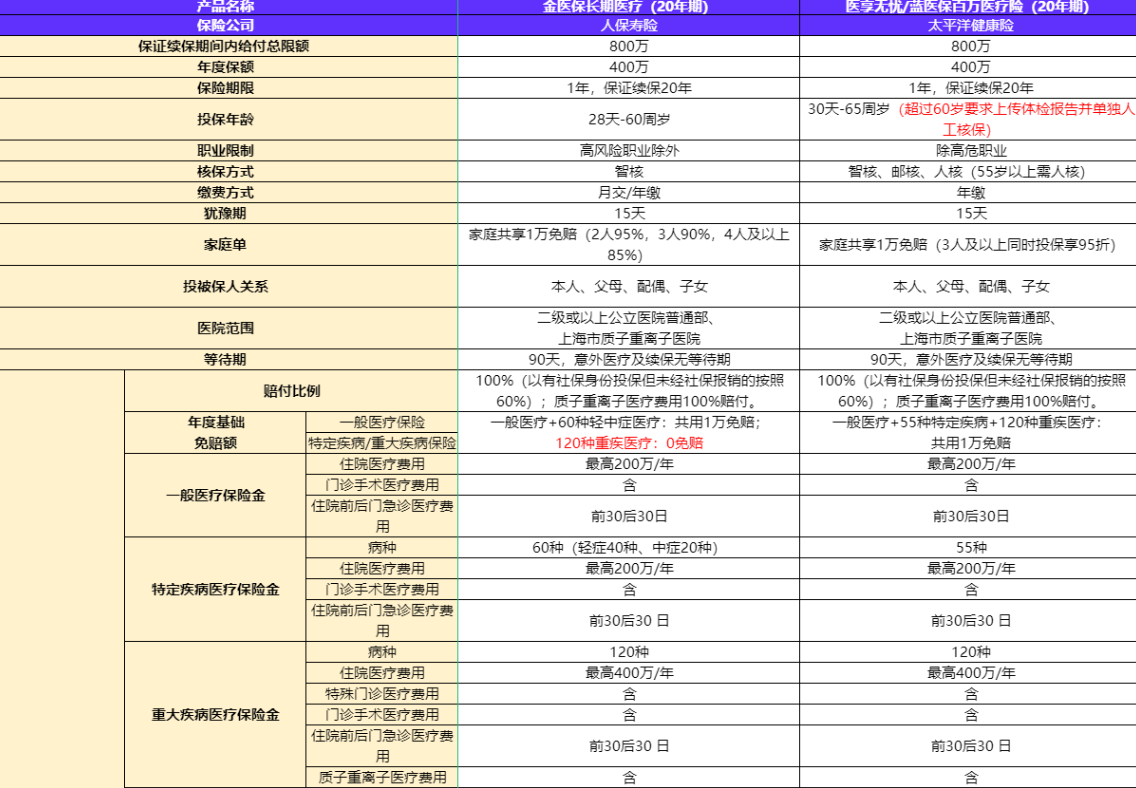 产品名称 金医保长期医疗（20年期） 医享无忧/蓝医保百万医疗险（20年期）
保险公司 人保寿险 太平洋健康险
保证续保期间内给付总限额 800万 800万
年度保额 400万 400万
保险期限 1年，保证续保20年 1年，保证续保20年
投保年龄 28天-60周岁 30天-65周岁（超过60岁要求上传体检报告并单独人
工核保）
职业限制 高风险职业除外 除高危职业
核保方式 智核 智核、邮核、人核（55岁以上需人核）
缴费方式 月交/年缴 年缴
犹豫期 15天 15天
家庭单 家庭共享1万免赔（2人95%，3人90%，4人及以上
85%） 家庭共享1万免赔（3人及以上同时投保享95折）
投被保人关系 本人、父母、配偶、子女 本人、父母、配偶、子女
医院范围 二级或以上公立医院普通部、 二级或以上公立医院普通部、
上海市质子重离子医院 上海市质子重离子医院
等待期 90天，意外医疗及续保无等待期 90天，意外医疗及续保无等待期
赔付比例 100%（以有社保身份投保但未经社保报销的按照 100%（以有社保身份投保但未经社保报销的按照
60%）；质子重离子医疗费用100%赔付。 60%）；质子重离子医疗费用100%赔付。
年度基础 一般医疗保险 一般医疗+60种轻中症医疗：共用1万免赔； 一般医疗+55种特定疾病+120种重疾医疗：
免赔额 特定疾病/重大疾病保险 120种重疾医疗：0免赔 共用1万免赔
一般医疗保险金 住院医疗费用 最高200万/年 最高200万/年
门诊手术医疗费用 含 含
住院前后门急诊医疗费
用 前30后30日 前30后30日
特定疾病医疗保险金 病种 60种（轻症40种、中症20种） 55种
住院医疗费用 最高200万/年 最高200万/年
门诊手术医疗费用 含 含
住院前后门急诊医疗费
用 前30后30 日 前30后30 日
重大疾病医疗保险金 病种 120种 120种
住院医疗费用 最高400万/年 最高400万/年
特殊门诊医疗费用 含 含
门诊手术医疗费用 含 含
住院前后门急诊医疗费
用 前30后30 日 前30后30 日
质子重离子医疗费用 含 含